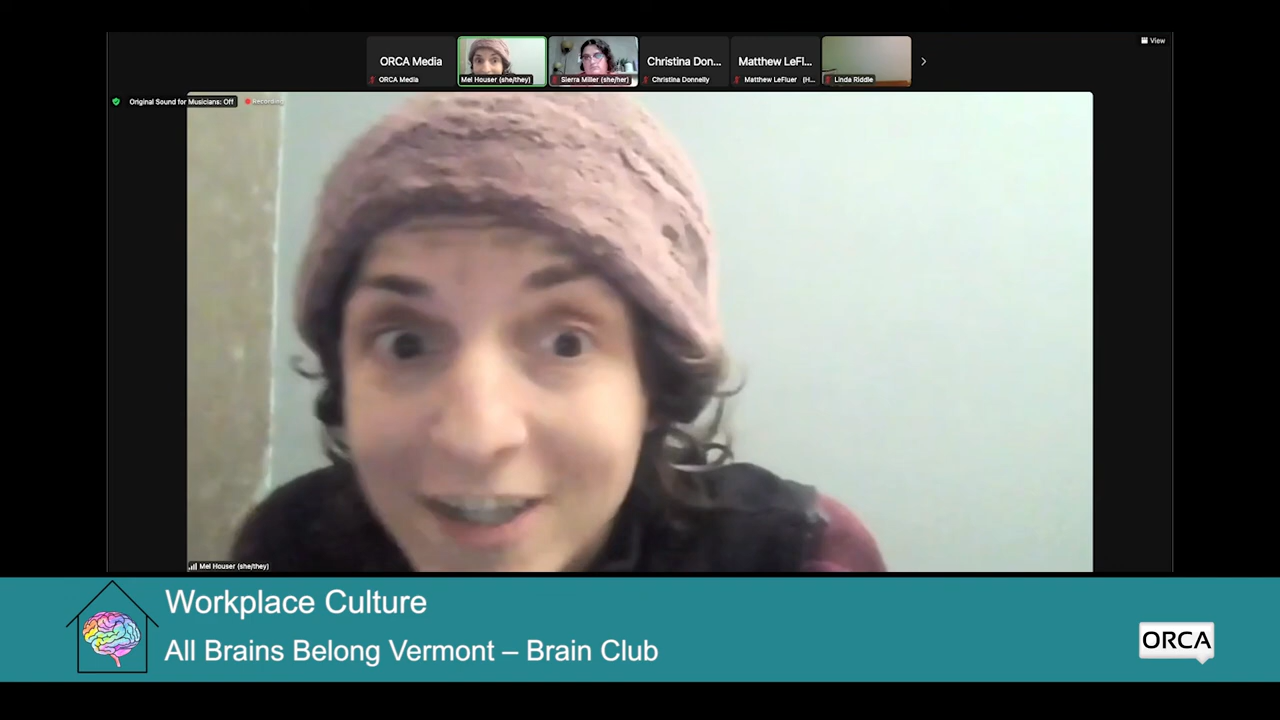 View
ORCA Media
Christina Don...
Matthew LeFl...
ORCA Media
Mel Houser (she/they)
Sierra Miller (she/her)
Christina Donnelly
Matthew LeFluer (H...
Linda Riddle
Original Sound for Musicians: Off
Recording
Mel Houser (she/they)
Workplace Culture
All Brains Belong Vermont – Brain Club
ORCA